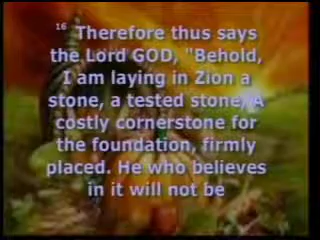 16 Therefore thus says
the Lord GOD, "Behold,
I am laying in Zion a
stone, a tested stone, A
costly cornerstone for
the foundation, firmly
placed. He who believes
in it will not be